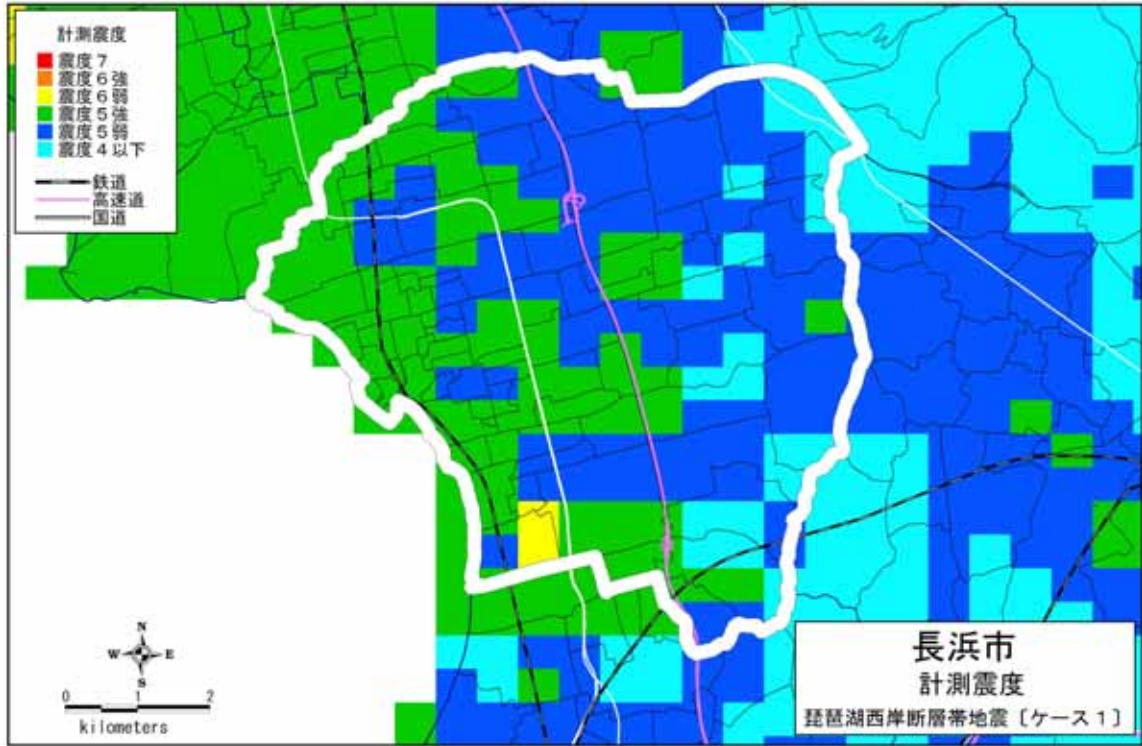 計測震度
震度7
震度6強
震度6弱
震度5強
震度5弱
震度4以下
鉄道
高速道
国道
N
W E
S
0 1 2
kilometers
長浜市
計測震度
琵琶湖西岸断層帯地震〔ケース1〕